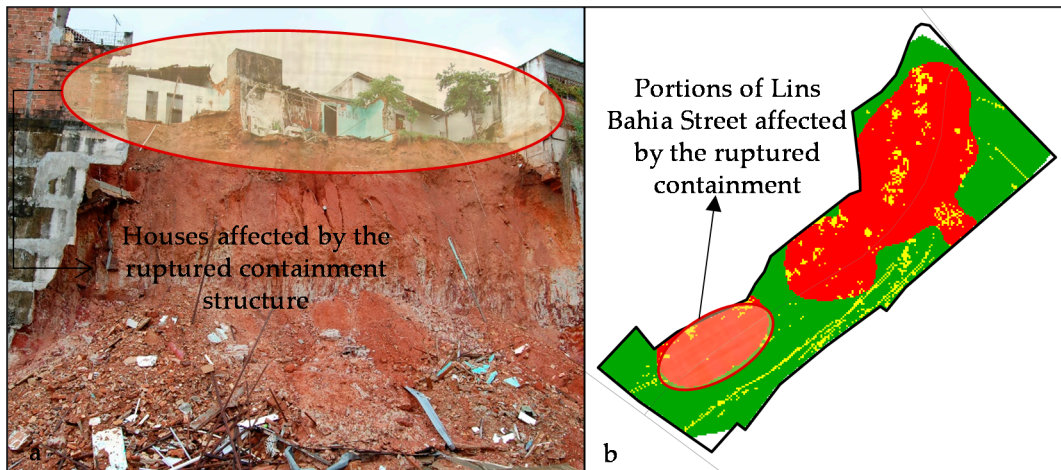 Houses affected by the
ruptured containment
structure
a
Portions of Lins
Bahia Street affected
by the ruptured
containment
b